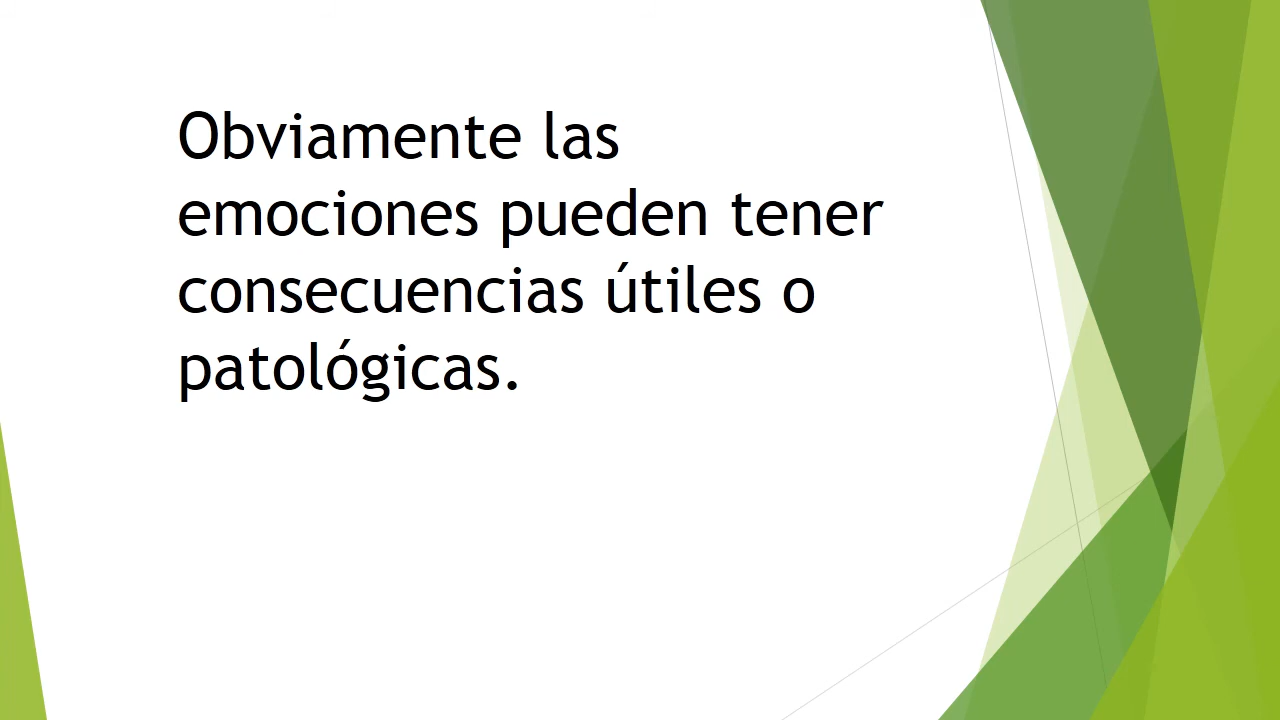 Obviamente las
emociones pueden tener
consecuencias útiles o
patológicas.